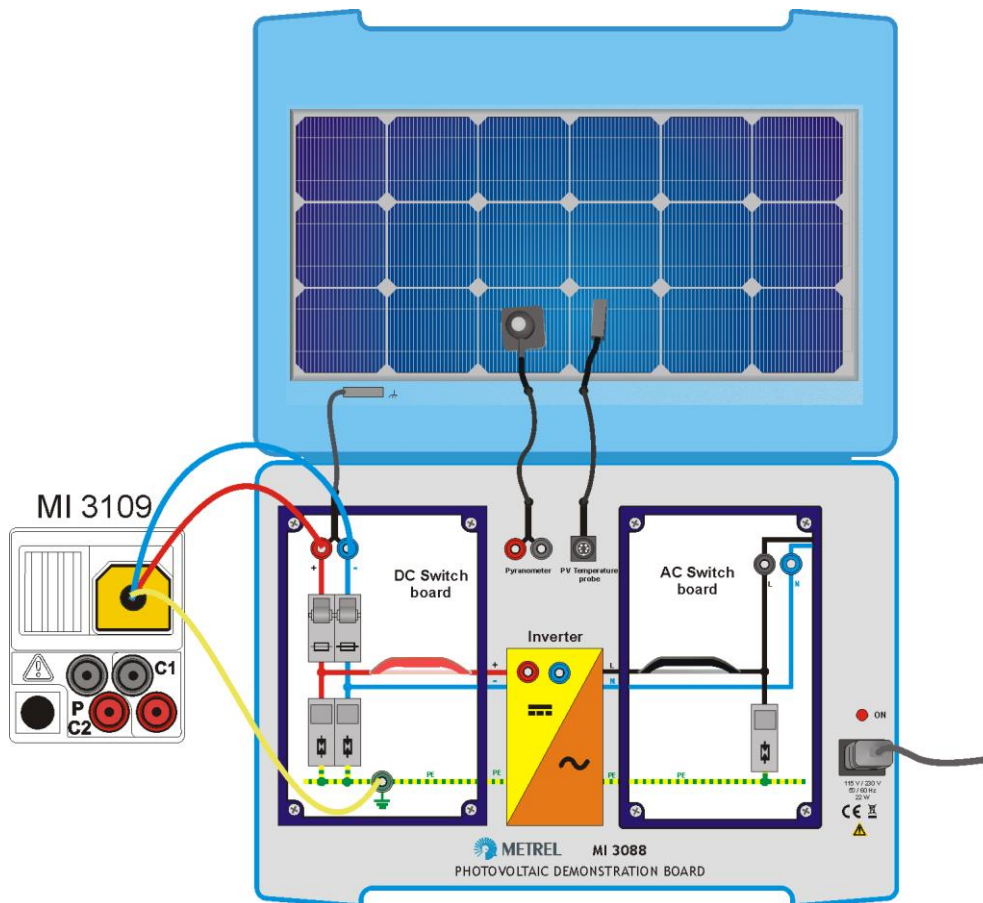 MI 3109
C1
P
C2
+
-
DC Switch
board
Pyranometer
PV Temperature
probe
AC Switch
board
L
N
Inverter
+
-
L
N
PE
PE
PE
PE
ON
115 V / 230 V
50 / 60 Hz
22 W
CE
METREL MI 3088
PHOTOVOLTAIC DEMONSTRATION BOARD